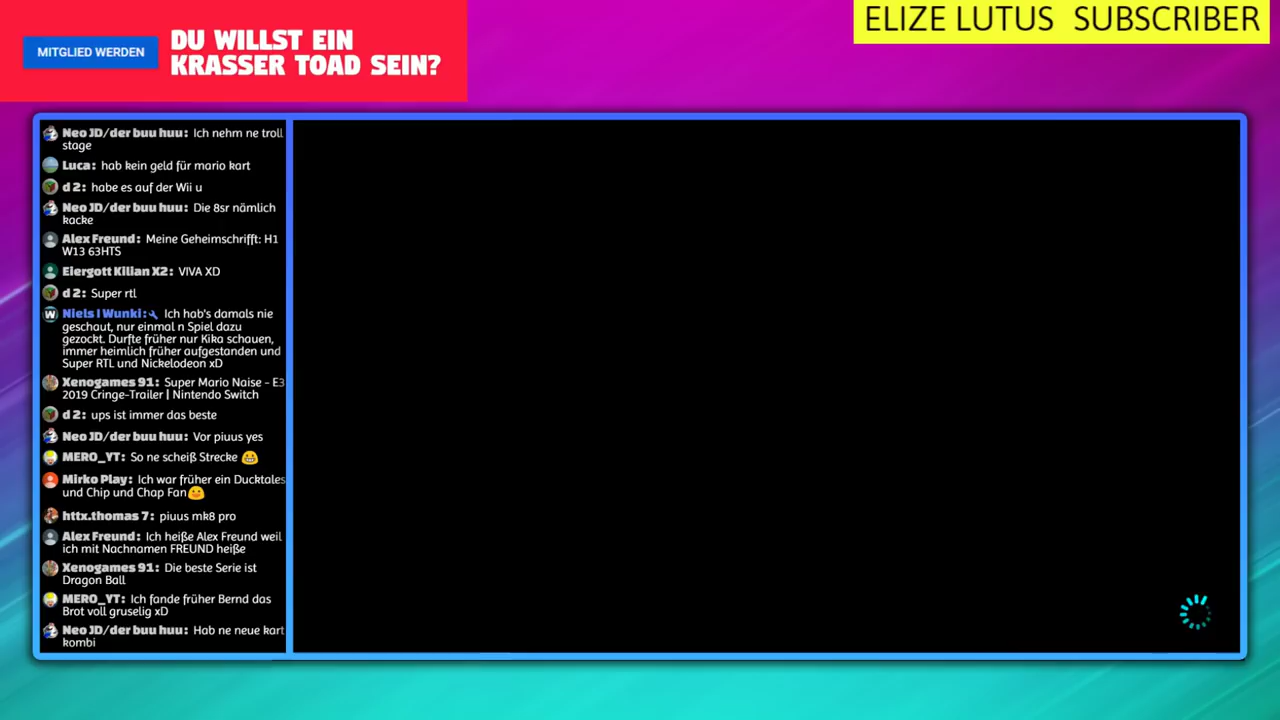 MITGLIED WERDEN
DU WILLST EIN
KRASSER TOAD SEIN?
ELIZE LUTUS SUBSCRIBER
Neo JD/der buu huu: Ich nehm ne troll
stage
Luca: hab kein geld für mario kart
d 2: habe es auf der Wii u
Neo JD/der buu huu: Die 8sr nämlich
kacke
Alex Freund: Meine Geheimschrifft: H1
W13 63HTS
Eiergott Kilian X2: VIVA XD
d 2: Super rtl
W Niels | Wunki: Ich hab's damals nie
geschaut, nur einmal n Spiel dazu
gezockt. Durfte früher nur Kika schauen,
immer heimlich früher aufgestanden und
Super RTL und Nickelodeon xD
Xenogames 91: Super Mario Naise - E3
2019 Cringe-Trailer | Nintendo Switch
d 2: ups ist immer das beste
Neo JD/der buu huu: Vor piuus yes
MERO_YT: So ne scheiß Strecke 😄
Mirko Play: Ich war früher ein Ducktales
und Chip und Chap Fan😛
httx.thomas 7: piuus mk8 pro
Alex Freund: Ich heiße Alex Freund weil
ich mit Nachnamen FREUND heiße
Xenogames 91: Die beste Serie ist
Dragon Ball
MERO_YT: Ich fande früher Bernd das
Brot voll gruselig xD
Neo JD/der buu huu: Hab ne neue kart
kombi